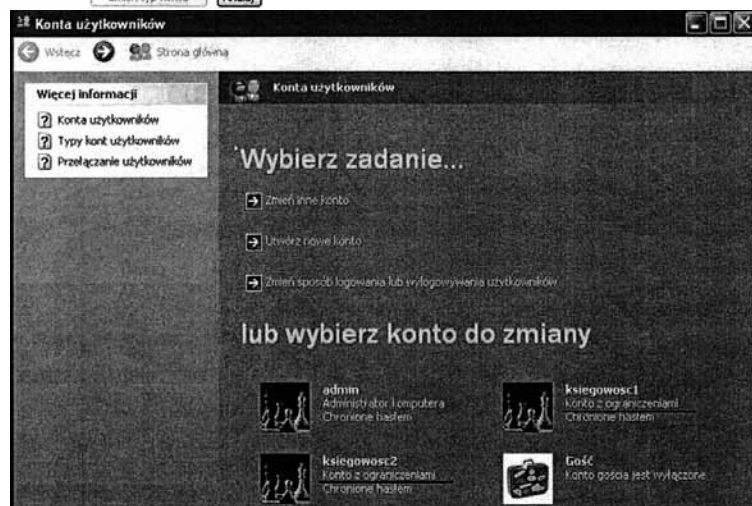 Konta użytkowników
Wstecz
Strona główna
Więcej informacji
Konta użytkowników
Typy kont użytkowników
Przełączanie użytkowników
Konta użytkowników
Wybierz zadanie...
Zmień inne konto
Utwórz nowe konto
Zmień sposób logowania lub wylogowywania użytkowników
lub wybierz konto do zmiany
admin
Administrator komputera
Chronione hasłem
ksiegowosc1
Konto z ograniczeniami
Chronione hasłem
ksiegowosc2
Konto z ograniczeniami
Chronione hasłem
Gość
Konto gościa jest wyłączone